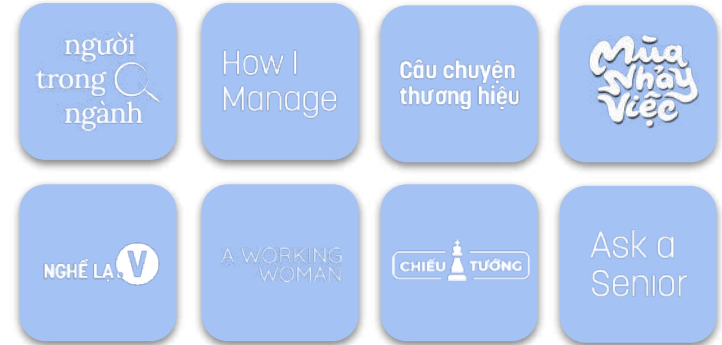 người
trong
ngành
How I
Manage
Câu chuyện
thương hiệu
Mùa
Nhảy
Việc
NGHỀ LẠ
V
A WORKING
WOMAN
CHIẾU TƯỚNG
Ask a
Senior